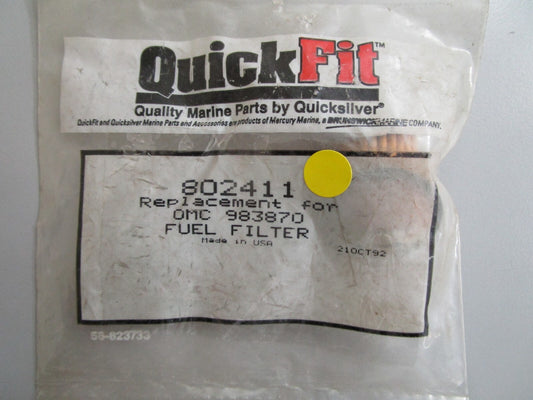 QuickFit™
Quality Marine Parts by Quicksilver®
QuickFit and Quicksilver Marine Parts and Accessories are products of Mercury Marine, a BRUNSWICK MARINE COMPANY.
802411
Replacement for
OMC 983870
FUEL FILTER
Made in USA
21OCT92
56-823733